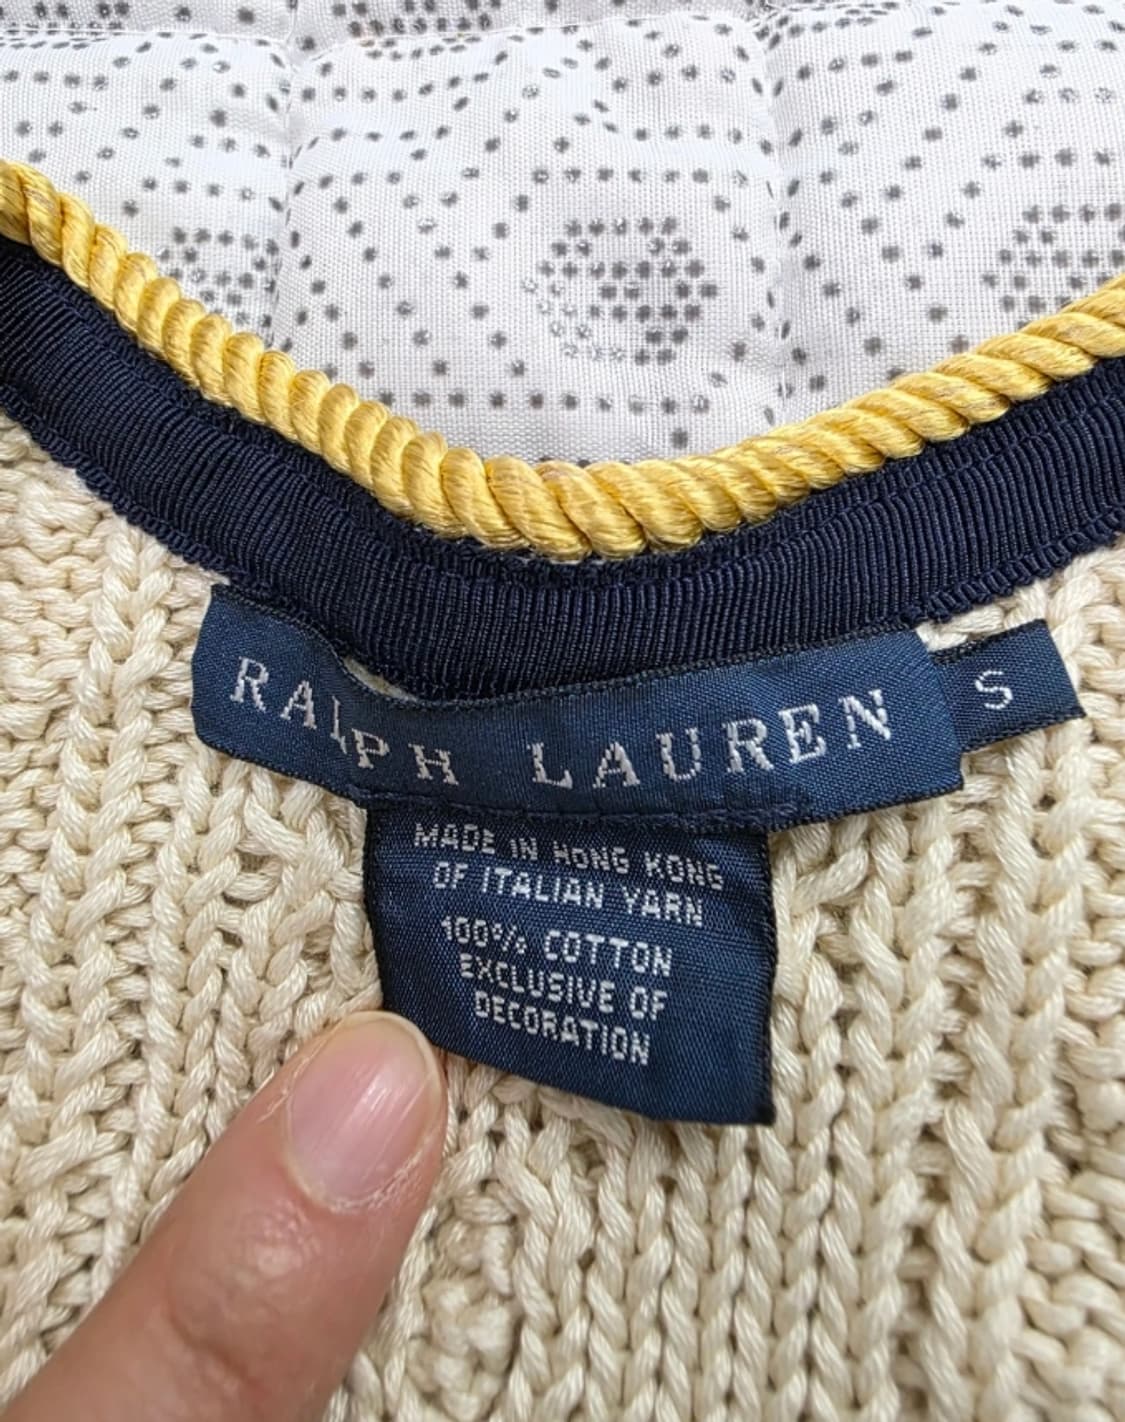 RALPH LAUREN
S
MADE IN HONG KONG
OF ITALIAN YARN
100% COTTON
EXCLUSIVE OF
DECORATION